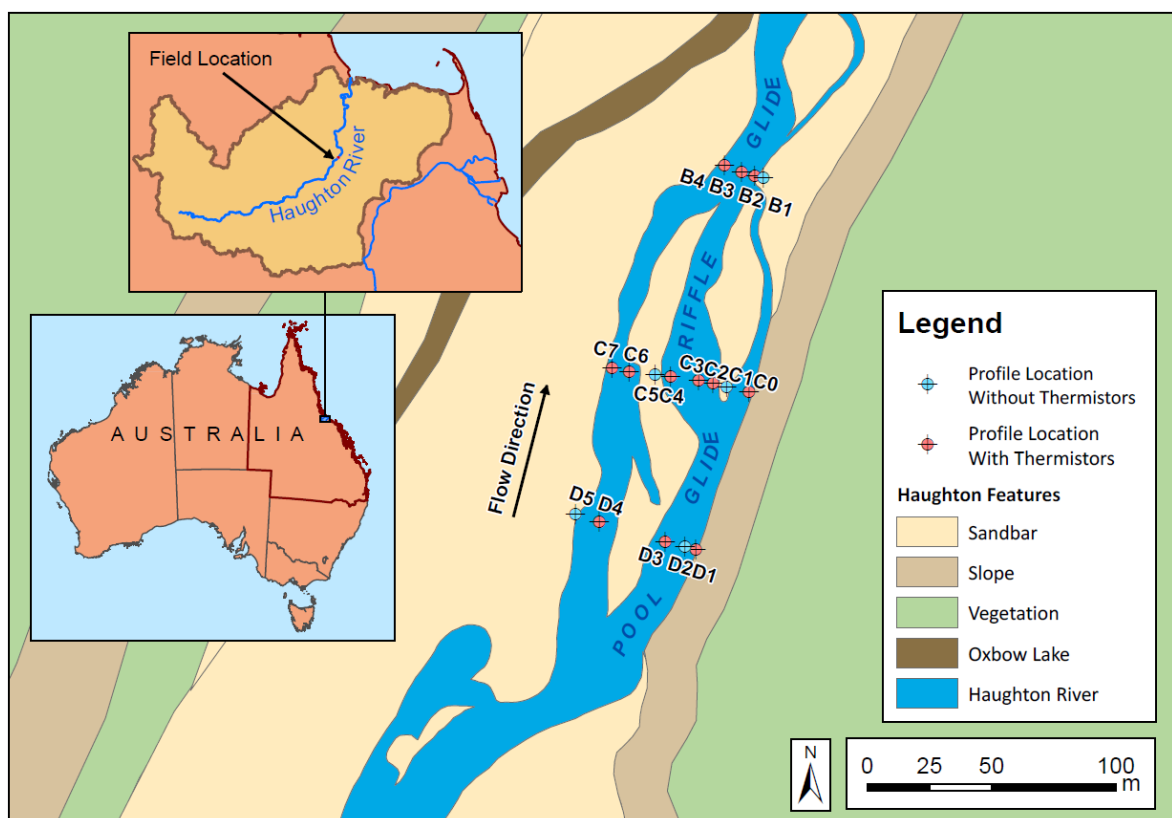 Field Location
Haughton River
AUSTRALIA
Flow Direction
GLIDE
B4 B3 B2 B1
RIFFLE
C7 C6
C5C4
C3C2C1C0
GLIDE
D5 D4
D3 D2D1
POOL
Legend
Profile Location
Without Thermistors
Profile Location
With Thermistors
Haughton Features
Sandbar
Slope
Vegetation
Oxbow Lake
Haughton River
N
0 25 50 100
m